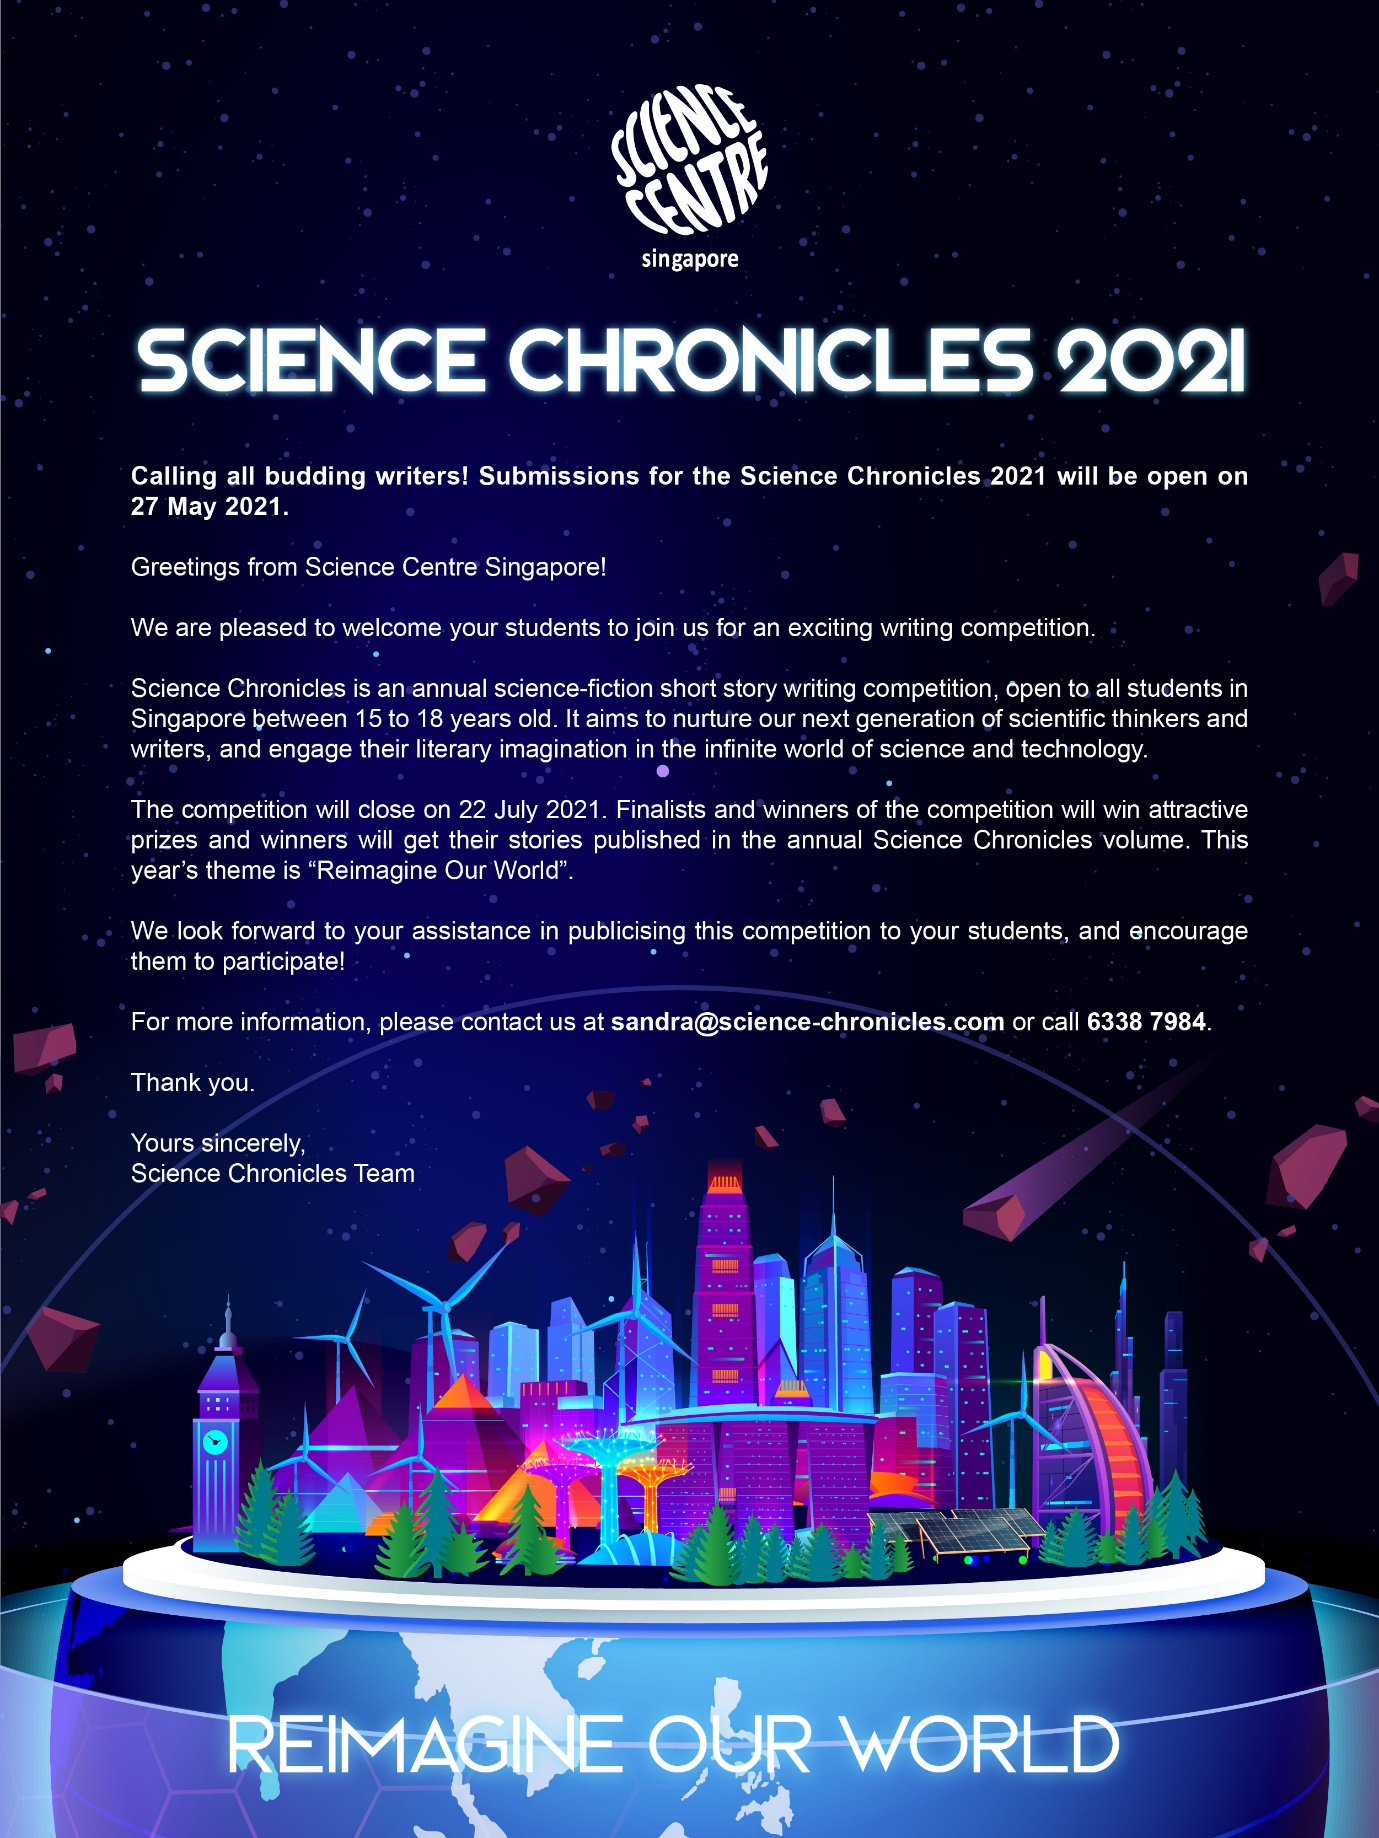 SCIENCE
CENTRE
singapore
SCIENCE CHRONICLES 2021
Calling all budding writers! Submissions for the Science Chronicles 2021 will be open on
27 May 2021.
Greetings from Science Centre Singapore!
We are pleased to welcome your students to join us for an exciting writing competition.
Science Chronicles is an annual science-fiction short story writing competition, open to all students in
Singapore between 15 to 18 years old. It aims to nurture our next generation of scientific thinkers and
writers, and engage their literary imagination in the infinite world of science and technology.
The competition will close on 22 July 2021. Finalists and winners of the competition will win attractive
prizes and winners will get their stories published in the annual Science Chronicles volume. This
year’s theme is “Reimagine Our World”.
We look forward to your assistance in publicising this competition to your students, and encourage
them to participate!
For more information, please contact us at sandra@science-chronicles.com or call 6338 7984.
Thank you.
Yours sincerely,
Science Chronicles Team
REIMAGINE OUR WORLD